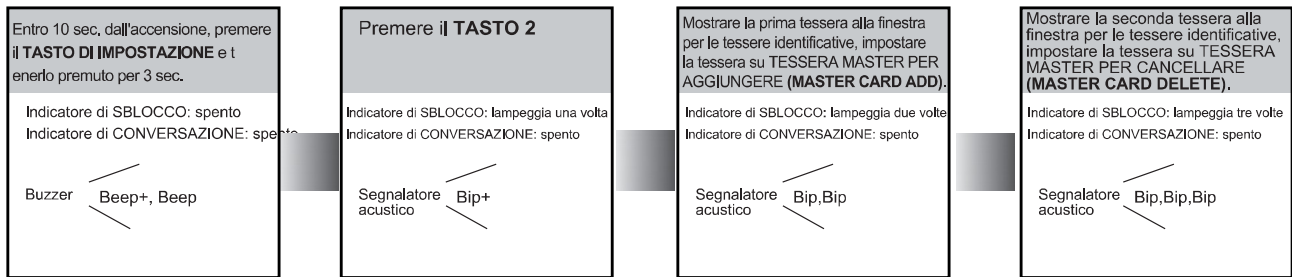 Entro 10 sec. dall'accensione, premere
il TASTO DI IMPOSTAZIONE e t
enerlo premuto per 3 sec.
Indicatore di SBLOCCO: spento
Indicatore di CONVERSAZIONE: spento
Buzzer
Beep+, Beep
Premere il TASTO 2
Indicatore di SBLOCCO: lampeggia una volta
Indicatore di CONVERSAZIONE: spento
Segnalatore
acustico
Bip+
Mostrare la prima tessera alla finestra
per le tessere identificative, impostare
la tessera su TESSERA MASTER PER
AGGIUNGERE (MASTER CARD ADD).
Indicatore di SBLOCCO: lampeggia due volte
Indicatore di CONVERSAZIONE: spento
Segnalatore
acustico
Bip,Bip
Mostrare la seconda tessera alla
finestra per le tessere identificative,
impostare la tessera su TESSERA
MASTER PER CANCELLARE
(MASTER CARD DELETE).
Indicatore di SBLOCCO: lampeggia tre volte
Indicatore di CONVERSAZIONE: spento
Segnalatore
acustico
Bip,Bip,Bip